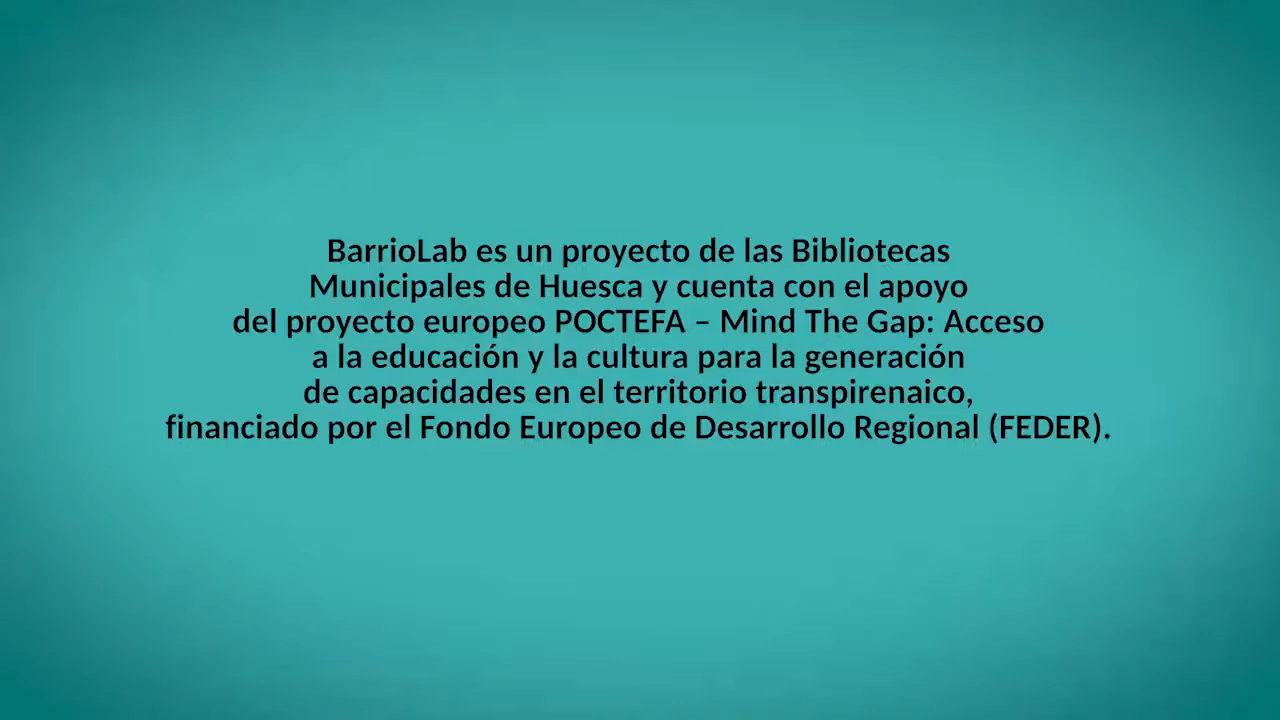 BarrioLab es un proyecto de las Bibliotecas
Municipales de Huesca y cuenta con el apoyo
del proyecto europeo POCTEFA – Mind The Gap: Acceso
a la educación y la cultura para la generación
de capacidades en el territorio transpirenaico,
financiado por el Fondo Europeo de Desarrollo Regional (FEDER).